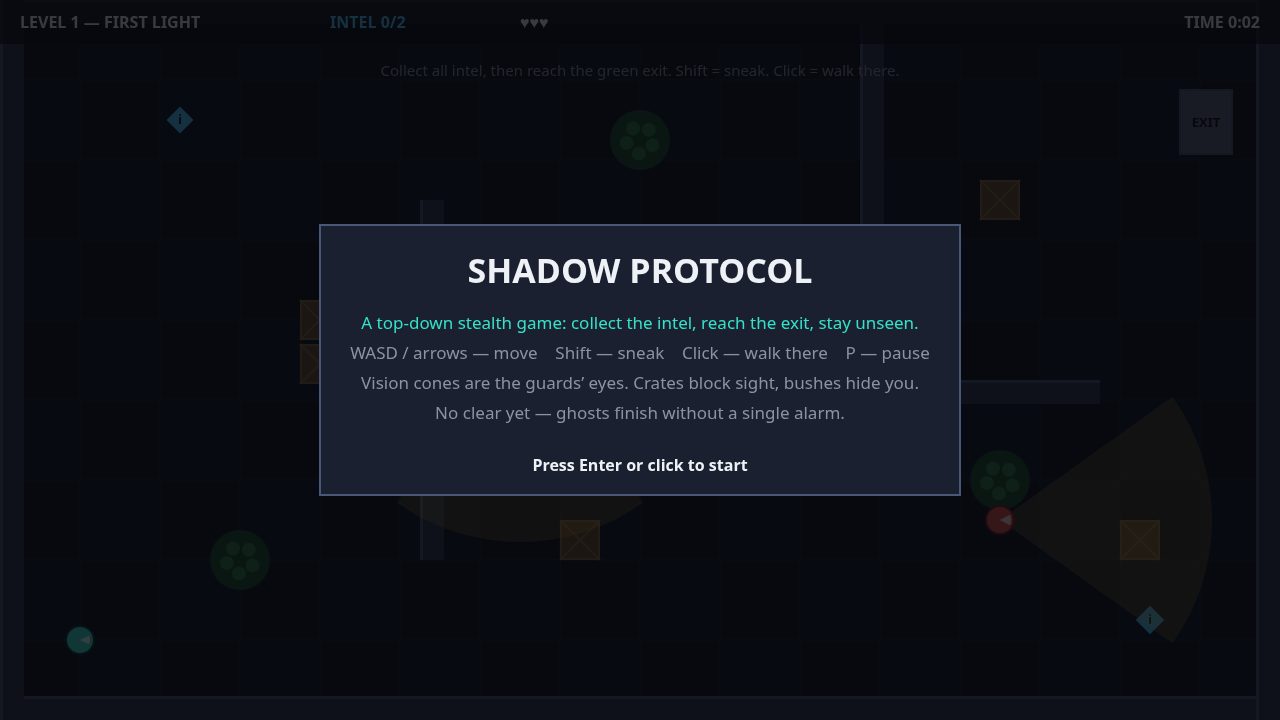 LEVEL 1 — FIRST LIGHT
INTEL 0/2
♥♥♥
TIME 0:02
Collect all intel, then reach the green exit. Shift = sneak. Click = walk there.
i
EXIT
SHADOW PROTOCOL
A top-down stealth game: collect the intel, reach the exit, stay unseen.
WASD / arrows — move Shift — sneak Click — walk there P — pause
Vision cones are the guards’ eyes. Crates block sight, bushes hide you.
No clear yet — ghosts finish without a single alarm.
Press Enter or click to start
i